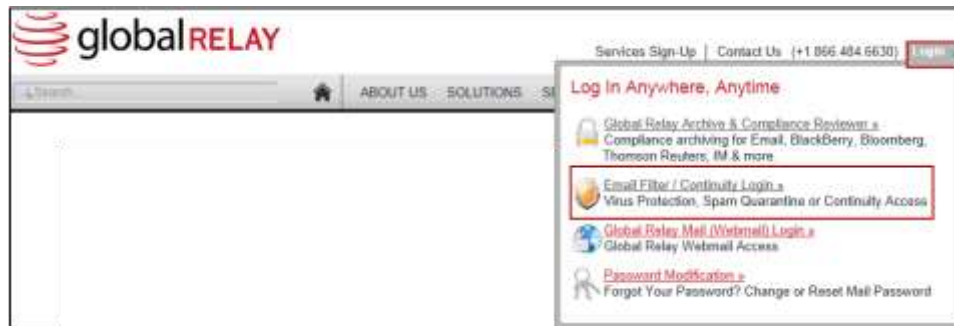 globalRELAY
Services Sign-Up | Contact Us (+1 866.484.6630) Login
Search
ABOUT US SOLUTIONS
Log In Anywhere, Anytime
Global Relay Archive & Compliance Reviewer »
Compliance archiving for Email, BlackBerry, Bloomberg,
Thomson Reuters, IM & more
Email Filter / Continuity Login »
Virus Protection, Spam Quarantine or Continuity Access
Global Relay Mail (Webmail) Login »
Global Relay Webmail Access
Password Modification »
Forgot Your Password? Change or Reset Mail Password